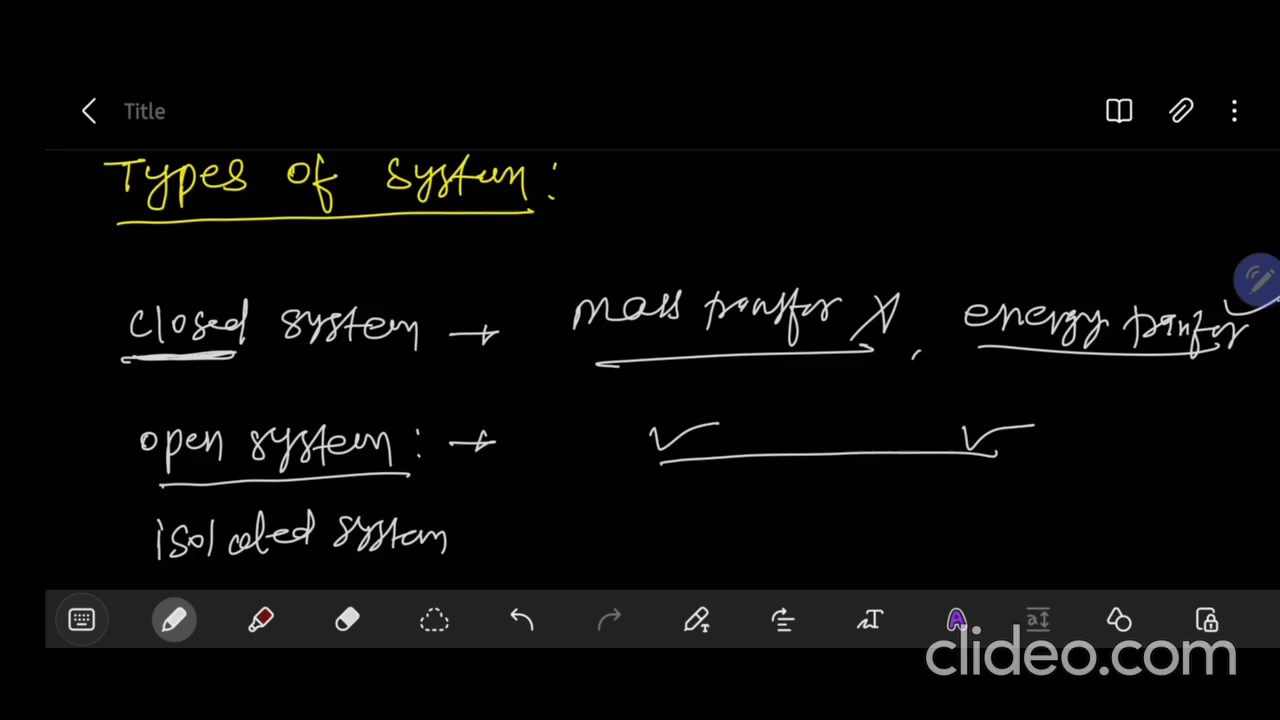 Title
Types of system:
closed system → mass transfer X, energy transfer ✓
open system: → ✓ ✓
isolated system
clideo.com